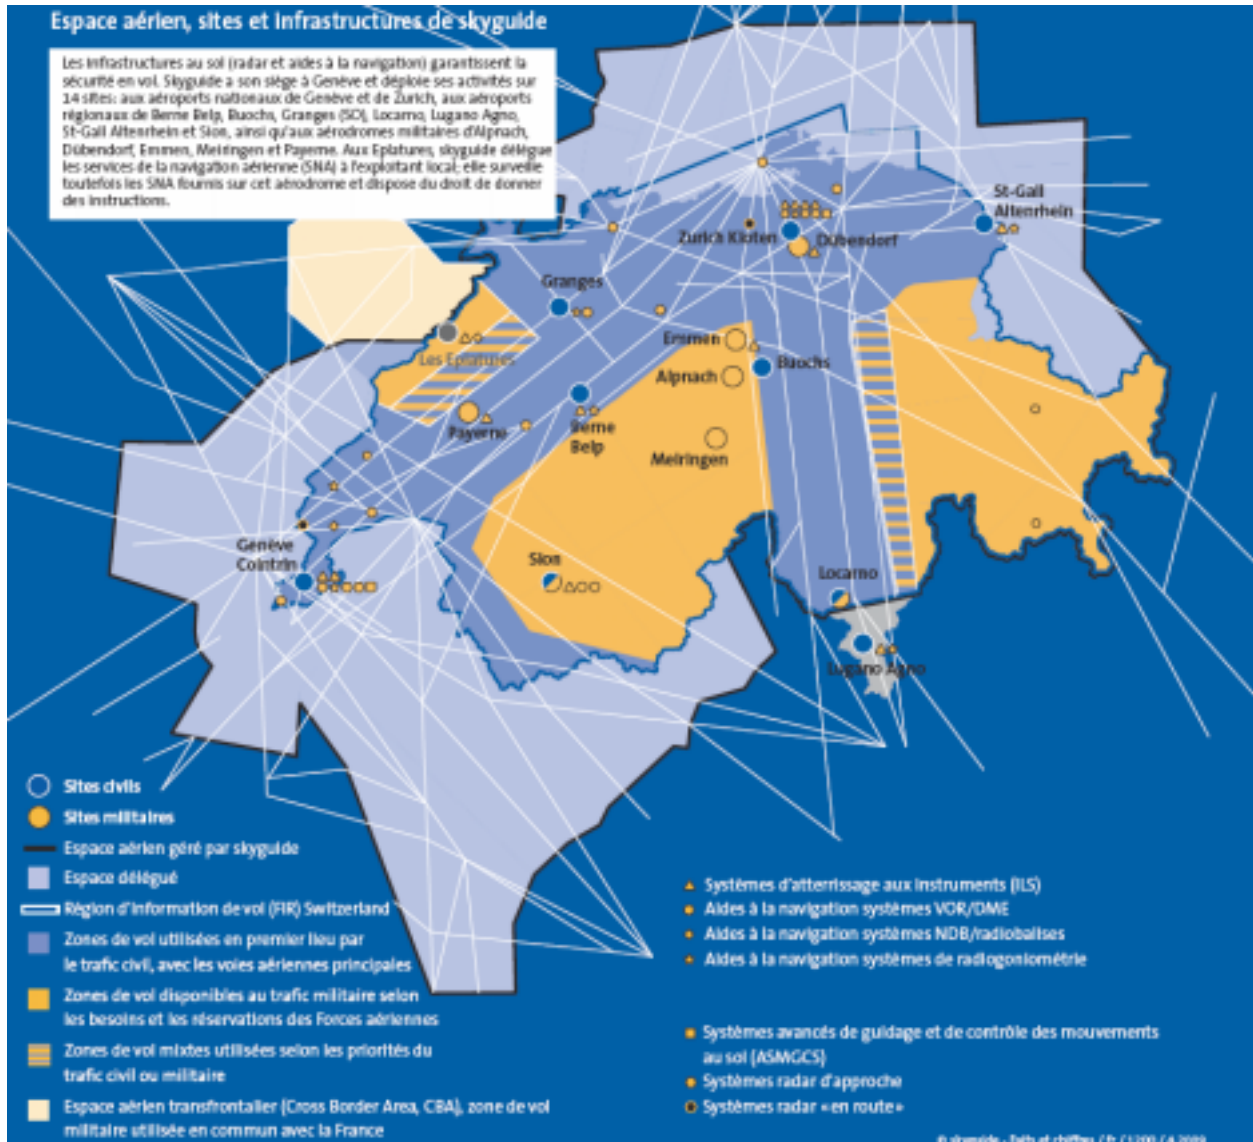 Espace aérien, sites et infrastructures de skyguide
Les infrastructures au sol (radar et aides à la navigation) garantissent la
sécurité en vol. Skyguide a son siège à Genève et déploie ses activités sur
14 sites: aux aéroports nationaux de Genève et de Zurich, aux aéroports
régionaux de Berne Belp, Buochs, Granges (SO), Locarno, Lugano Agno,
St-Gall Altenrhein et Sion, ainsi qu'aux aérodromes militaires d'Alpnach,
Dübendorf, Emmen, Meiringen et Payerne. Aux Eplatures, skyguide délègue
les services de la navigation aérienne (SNA) à l'exploitant local; elle surveille
toutefois les SNA fournis sur cet aérodrome et dispose du droit de donner
des instructions.
St-Gall
Altenrhein
Zurich Kloten
Dübendorf
Granges
Les Eplatures
Emmen
Buochs
Alpnach
Payerne
Berne
Belp
Meiringen
Genève
Cointrin
Sion
Locarno
Lugano Agno
Sites civils
Sites militaires
Espace aérien géré par skyguide
Espace délégué
Région d'information de vol (FIR) Switzerland
Zones de vol utilisées en premier lieu par
le trafic civil, avec les voies aériennes principales
Zones de vol disponibles au trafic militaire selon
les besoins et les réservations des Forces aériennes
Zones de vol mixtes utilisées selon les priorités du
trafic civil ou militaire
Espace aérien transfrontalier (Cross Border Area, CBA), zone de vol
militaire utilisée en commun avec la France
Systèmes d'atterrissage aux instruments (ILS)
Aides à la navigation systèmes VOR/DME
Aides à la navigation systèmes NDB/radiobalises
Aides à la navigation systèmes de radiogoniométrie
Systèmes avancés de guidage et de contrôle des mouvements
au sol (ASMGCS)
Systèmes radar d'approche
Systèmes radar «en route»